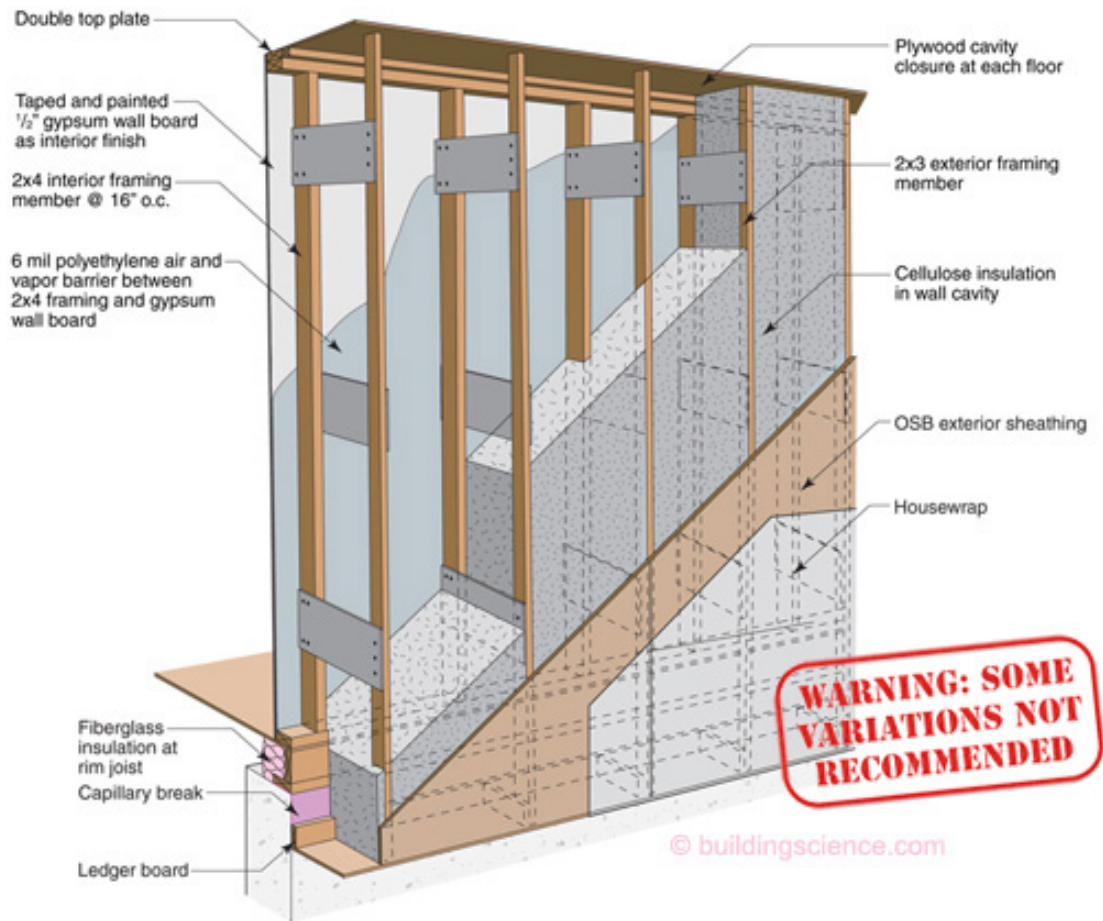 Double top plate
Taped and painted
1/2" gypsum wall board
as interior finish
2x4 interior framing
member @ 16" o.c.
6 mil polyethylene air and
vapor barrier between
2x4 framing and gypsum
wall board
Fiberglass
insulation at
rim joist
Capillary break
Ledger board
Plywood cavity
closure at each floor
2x3 exterior framing
member
Cellulose insulation
in wall cavity
OSB exterior sheathing
Housewrap
WARNING: SOME
VARIATIONS NOT
RECOMMENDED
© buildingscience.com